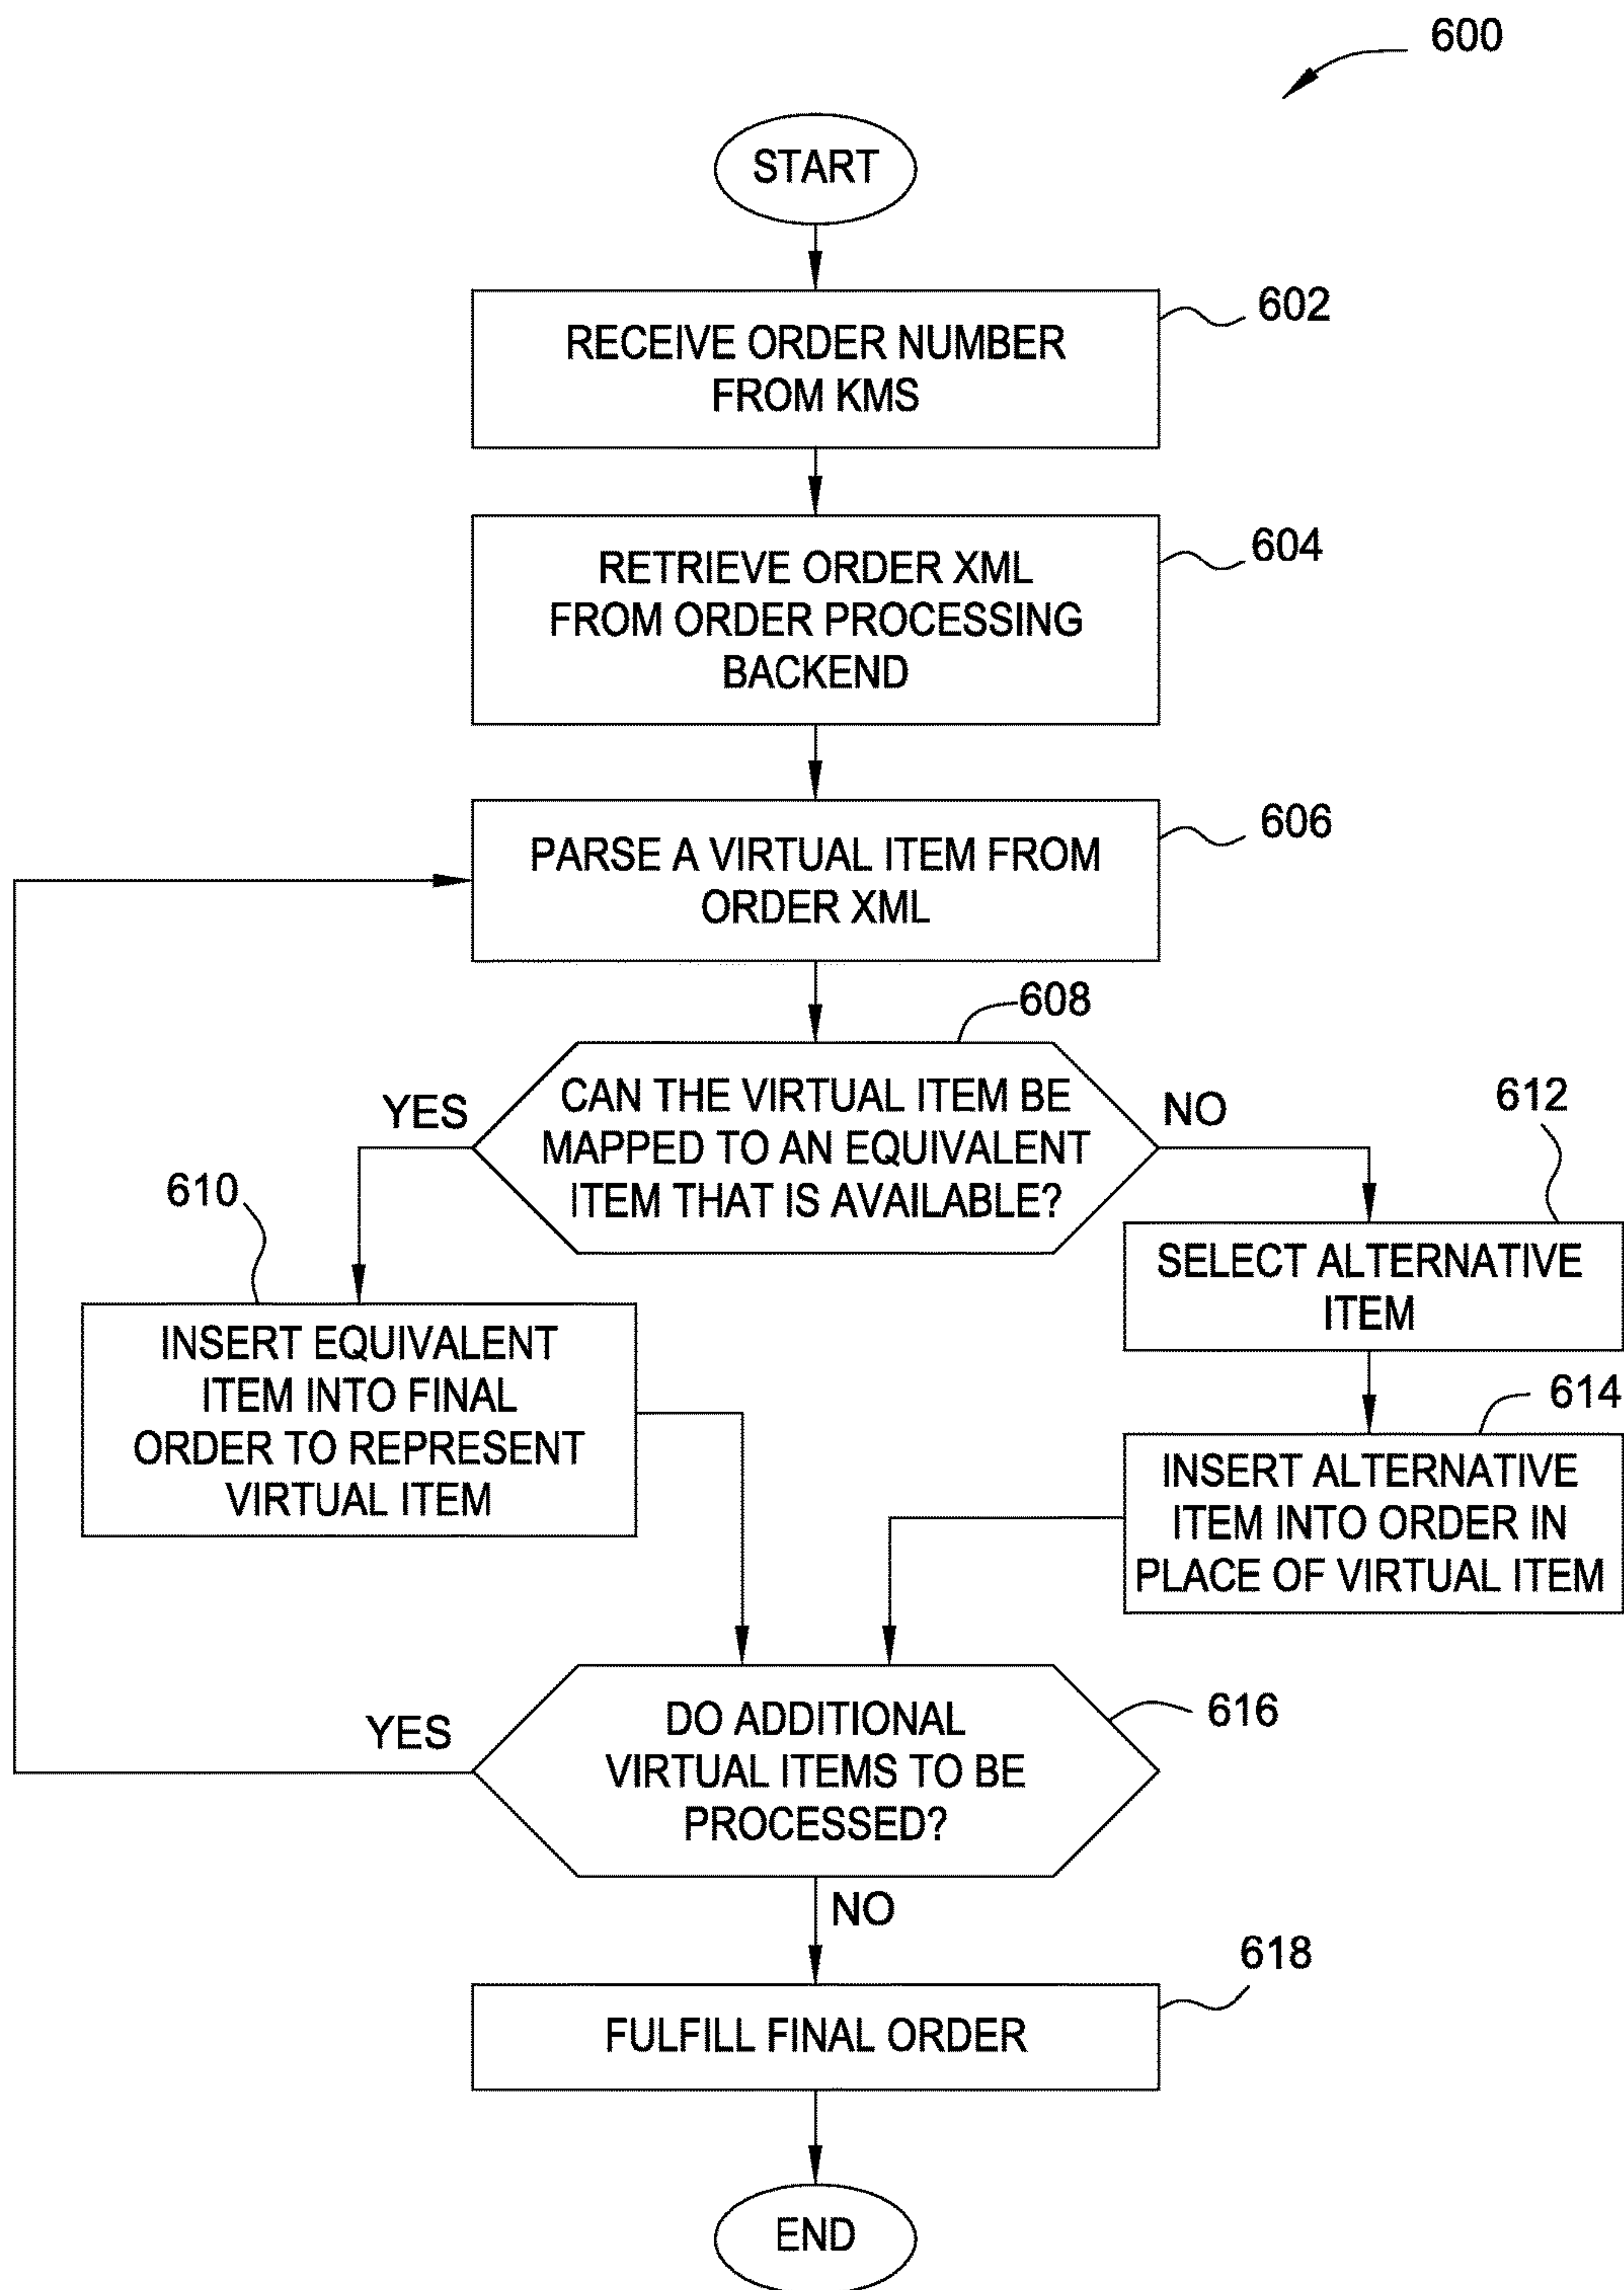 600
START
602
RECEIVE ORDER NUMBER
FROM KMS
604
RETRIEVE ORDER XML
FROM ORDER PROCESSING
BACKEND
606
PARSE A VIRTUAL ITEM FROM
ORDER XML
608
YES
CAN THE VIRTUAL ITEM BE
MAPPED TO AN EQUIVALENT
ITEM THAT IS AVAILABLE?
NO
610
INSERT EQUIVALENT
ITEM INTO FINAL
ORDER TO REPRESENT
VIRTUAL ITEM
612
SELECT ALTERNATIVE
ITEM
614
INSERT ALTERNATIVE
ITEM INTO ORDER IN
PLACE OF VIRTUAL ITEM
YES
DO ADDITIONAL
VIRTUAL ITEMS TO BE
PROCESSED?
616
NO
618
FULFILL FINAL ORDER
END